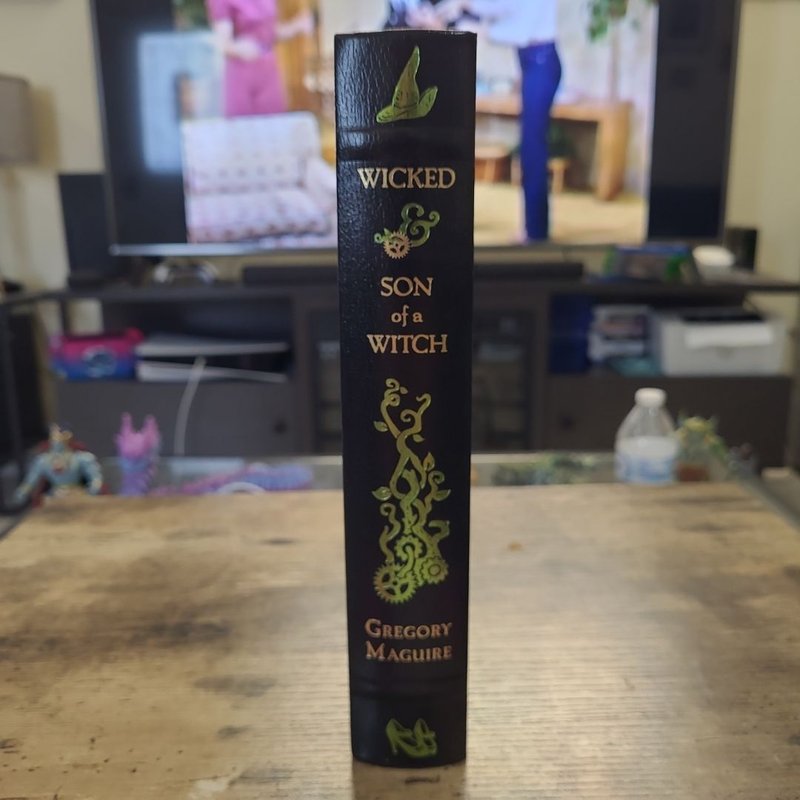 WICKED
&
SON
of a
WITCH
GREGORY
MAGUIRE